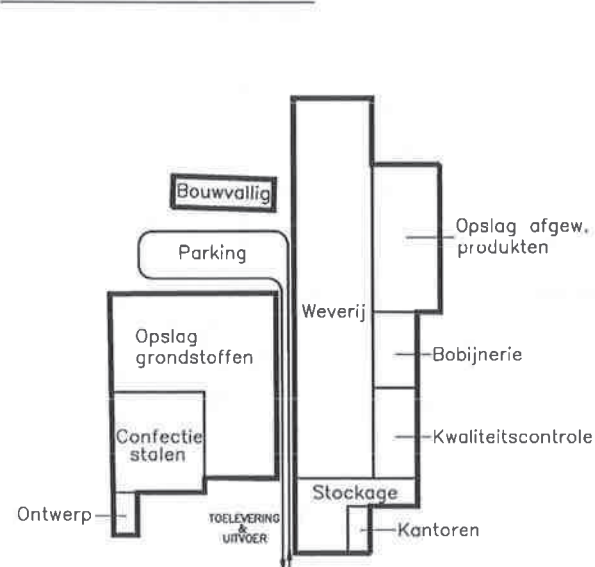 Bouwvallig
Parking
Opslag afgew.
produkten
Weverij
Opslag
grondstoffen
Bobijnerie
Confectie
stalen
Kwaliteitscontrole
Stockage
Ontwerp
TOELEVERING
&
UITVOER
Kantoren